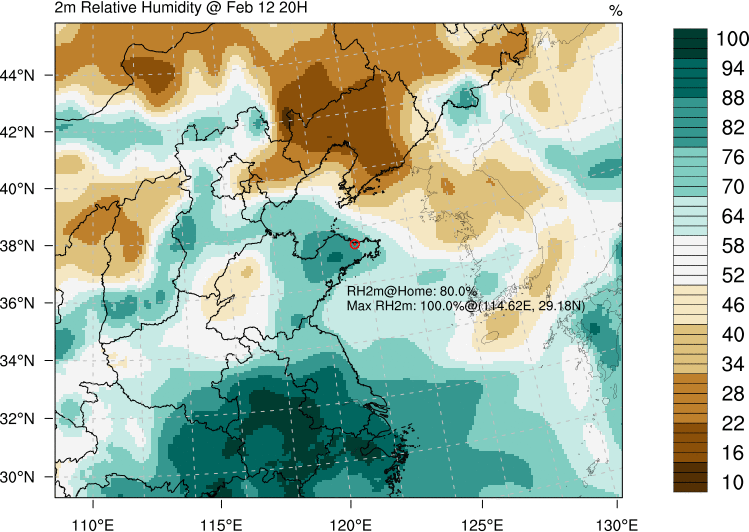 2m Relative Humidity @ Feb 12 20H
%
100
94
88
82
76
70
64
58
52
46
40
34
28
22
16
10
44°N
42°N
40°N
38°N
36°N
34°N
32°N
30°N
RH2m@Home: 80.0%
Max RH2m: 100.0%@(114.62E, 29.18N)
110°E
115°E
120°E
125°E
130°E